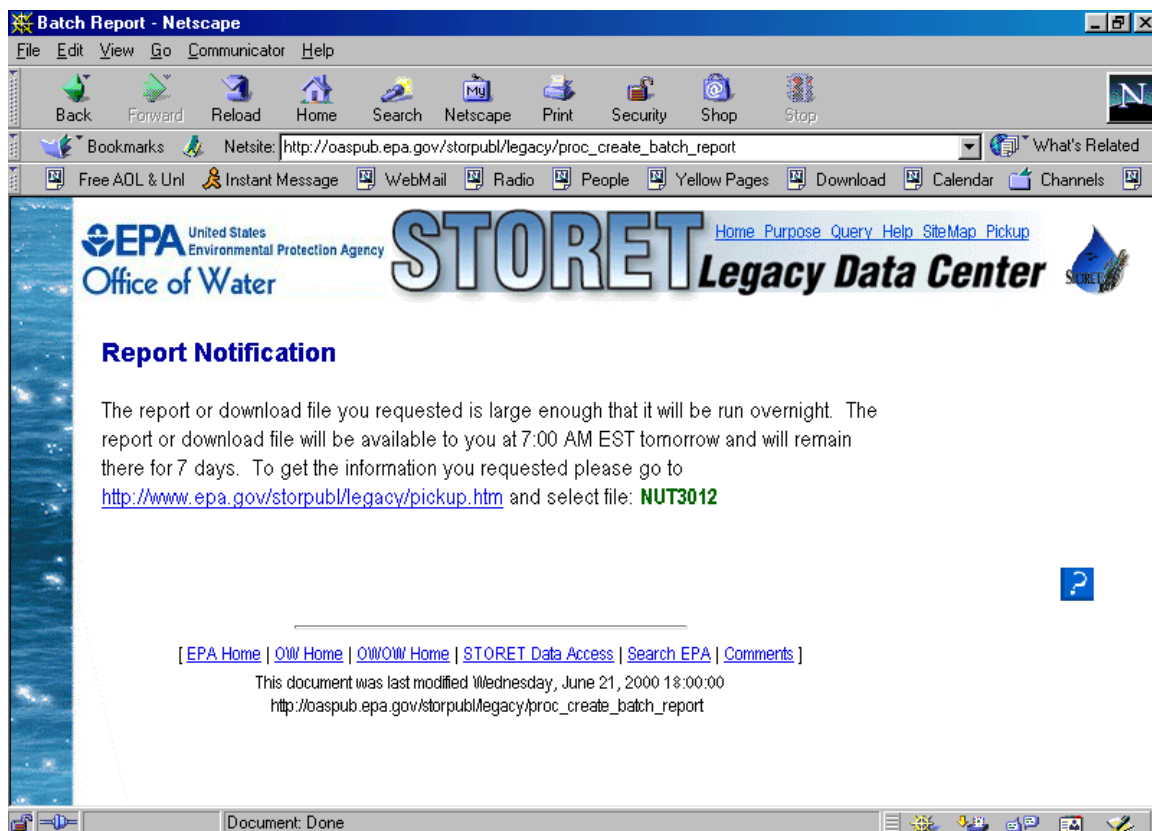 Batch Report - Netscape
File Edit View Go Communicator Help
My
N
Back Forward Reload Home Search Netscape Print Security Shop Stop
Bookmarks Netsite: http://oaspub.epa.gov/storpubl/legacy/proc_create_batch_report What's Related
Free AOL & Unl Instant Message WebMail Radio People Yellow Pages Download Calendar Channels
EPA United States
Environmental Protection Agency
Office of Water
STORET
Home Purpose Query Help SiteMap Pickup
Legacy Data Center
STORET
Report Notification
The report or download file you requested is large enough that it will be run overnight. The
report or download file will be available to you at 7:00 AM EST tomorrow and will remain
there for 7 days. To get the information you requested please go to
http://www.epa.gov/storpubl/legacy/pickup.htm and select file: NUT3012
?
[ EPA Home | OW Home | OWOW Home | STORET Data Access | Search EPA | Comments ]
This document was last modified Wednesday, June 21, 2000 18:00:00
http://oaspub.epa.gov/storpubl/legacy/proc_create_batch_report
Document: Done